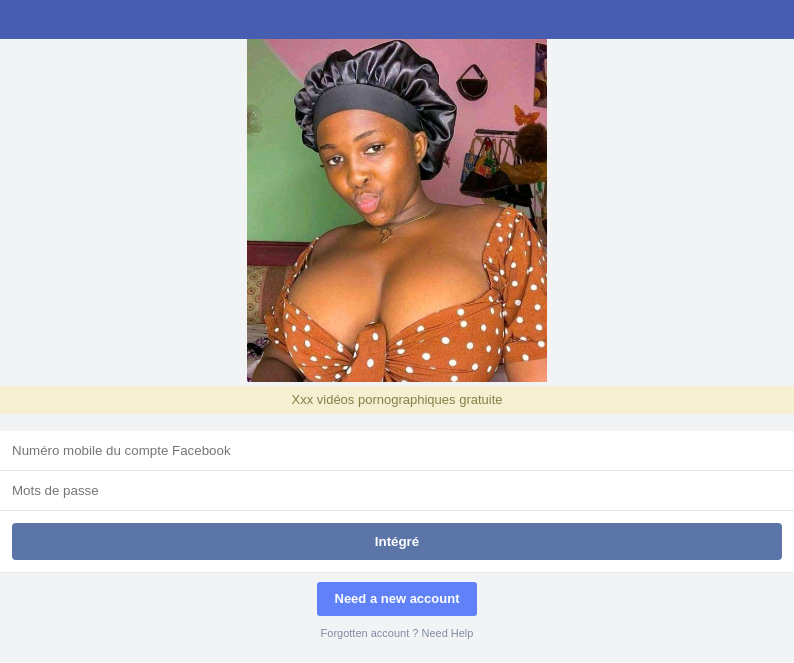 Xxx vidéos pornographiques gratuite
Numéro mobile du compte Facebook
Mots de passe
Intégré
Need a new account
Forgotten account ? Need Help